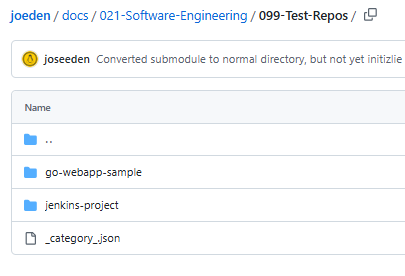 joeden / docs / 021-Software-Engineering / 099-Test-Repos /
joseeden Converted submodule to normal directory, but not yet initizlie
Name
..
go-webapp-sample
jenkins-project
_category_.json